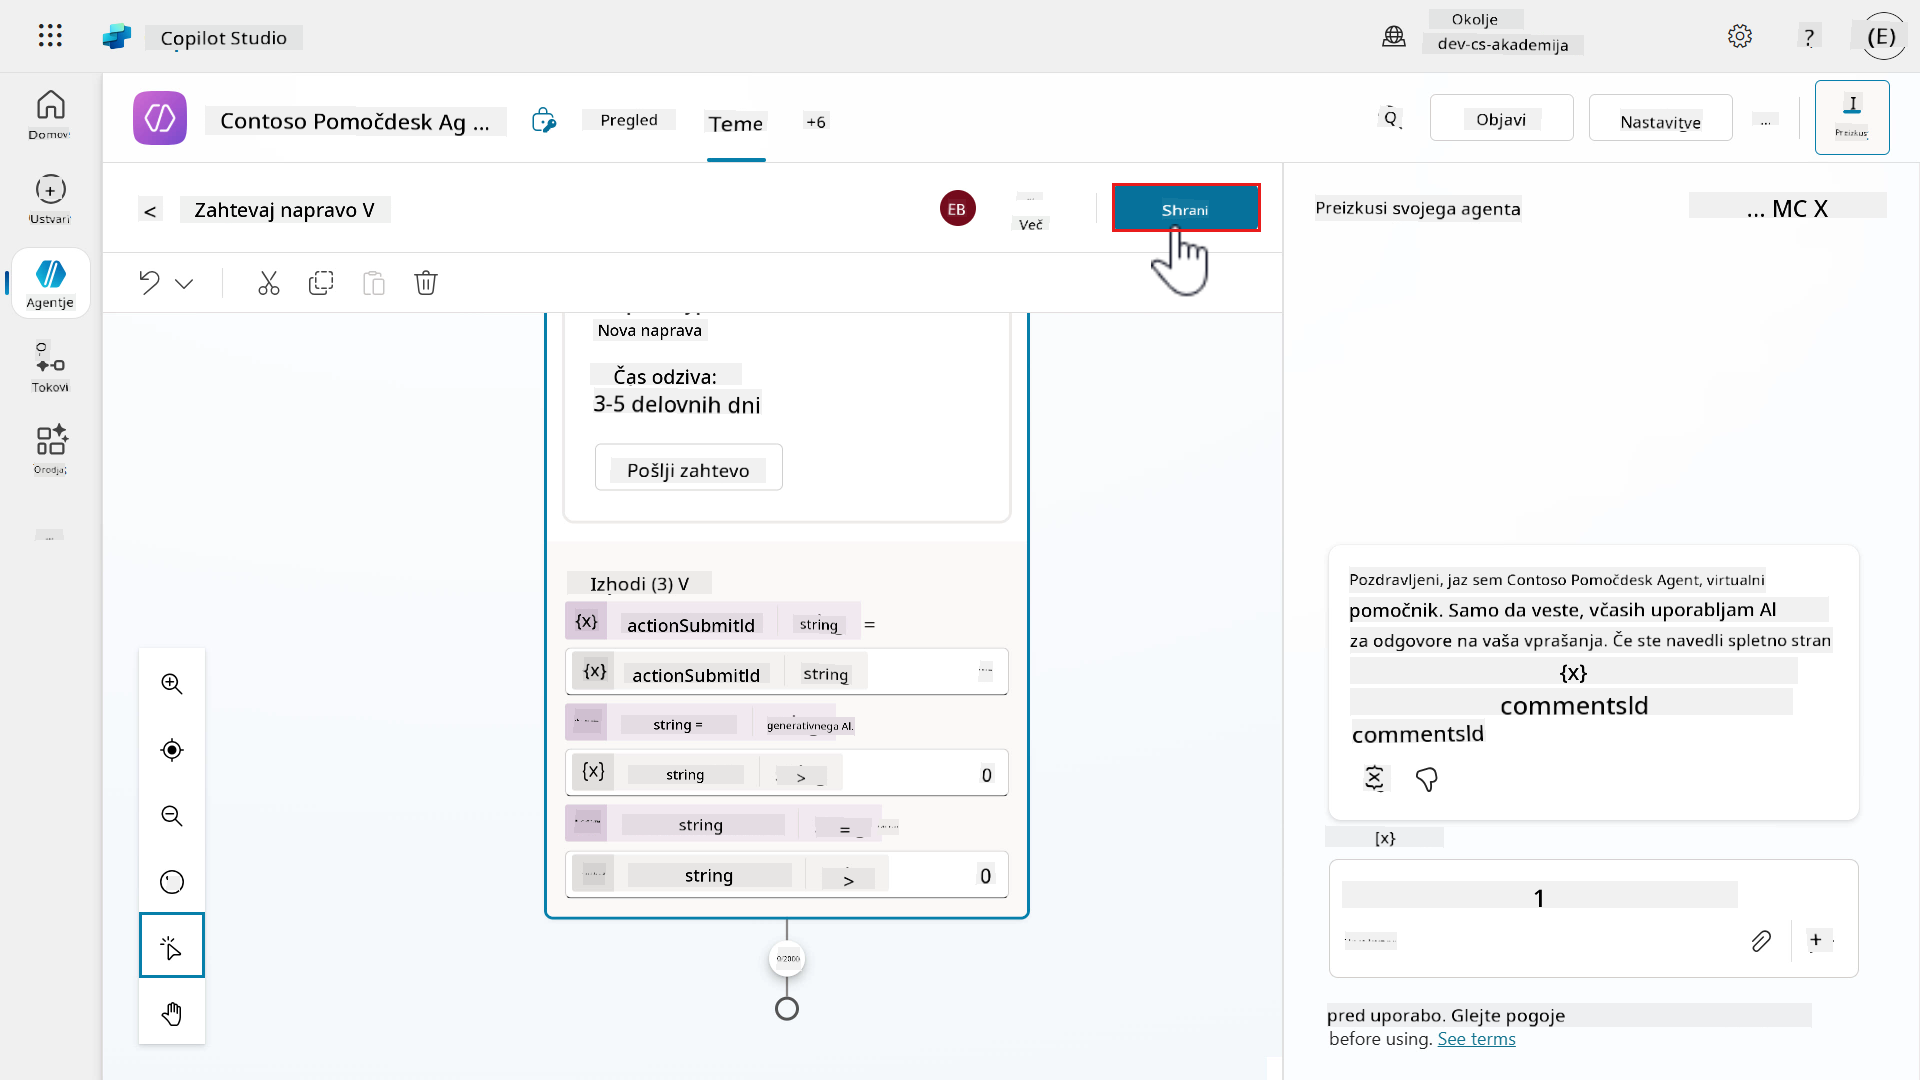 Copilot Studio
Okolje
dev-cs-akademija
?
(E)
Domov
Ustvari
Agentje
Tokovi
Contoso Pomočdesk Ag ...
Pregled
Teme
+6
Objavi
Nastavitve
...
I
Preizkus
<
Zahtevaj napravo V
EB
Več
Shrani
Preizkusi svojega agenta
... MC X
Nova naprava
Čas odziva:
3-5 delovnih dni
Pošlji zahtevo
Izhodi (3) V
{x} actionSubmitId string =
{x} actionSubmitId string
string = generativnega AI.
{x} string > 0
string =
string > 0
0/2000
Pozdravljeni, jaz sem Contoso Pomočdesk Agent, virtualni
pomočnik. Samo da veste, včasih uporabljam AI
za odgovore na vaša vprašanja. Če ste navedli spletno stran
{x}
commentsId
commentsId
[x}
1
pred uporabo. Glejte pogoje
before using. See terms